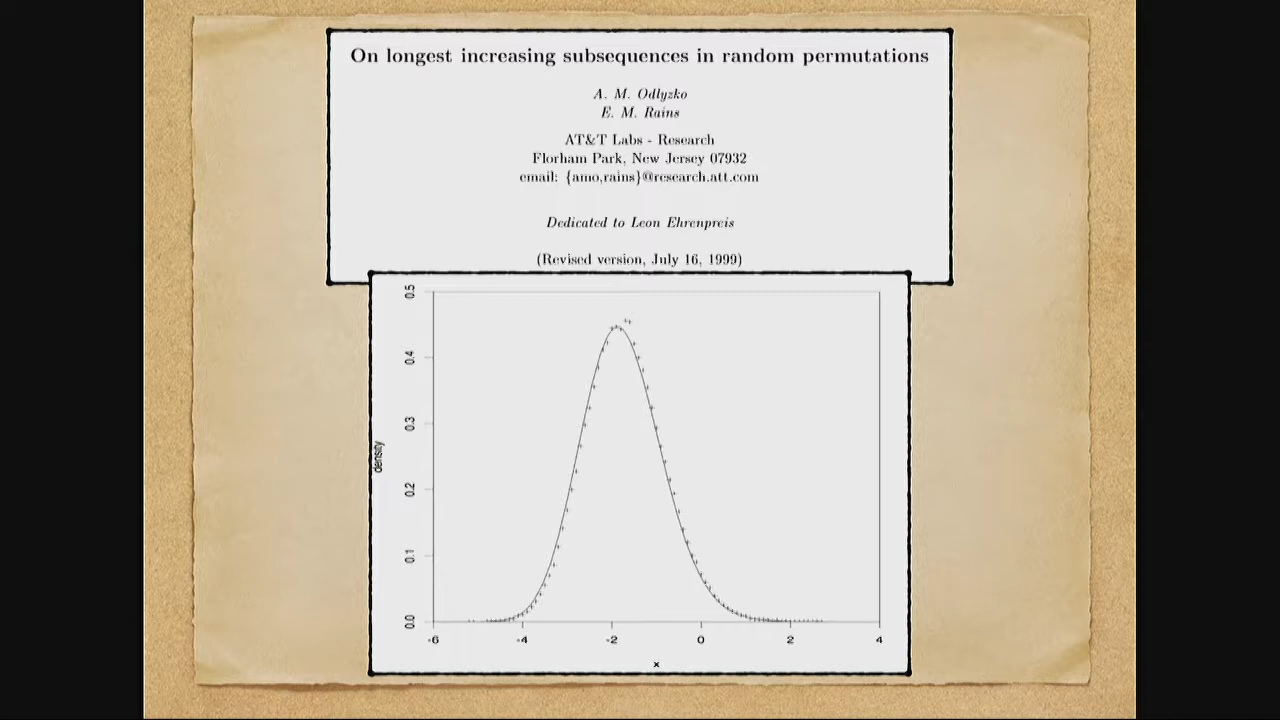 On longest increasing subsequences in random permutations
A. M. Odlyzko
E. M. Rains
AT&T Labs - Research
Florham Park, New Jersey 07932
email: {amo,rains}@research.att.com
Dedicated to Leon Ehrenpreis
(Revised version, July 16, 1999)
0.5
0.4
0.3
density
0.2
0.1
0.0
-6 -4 -2 0 2 4
x